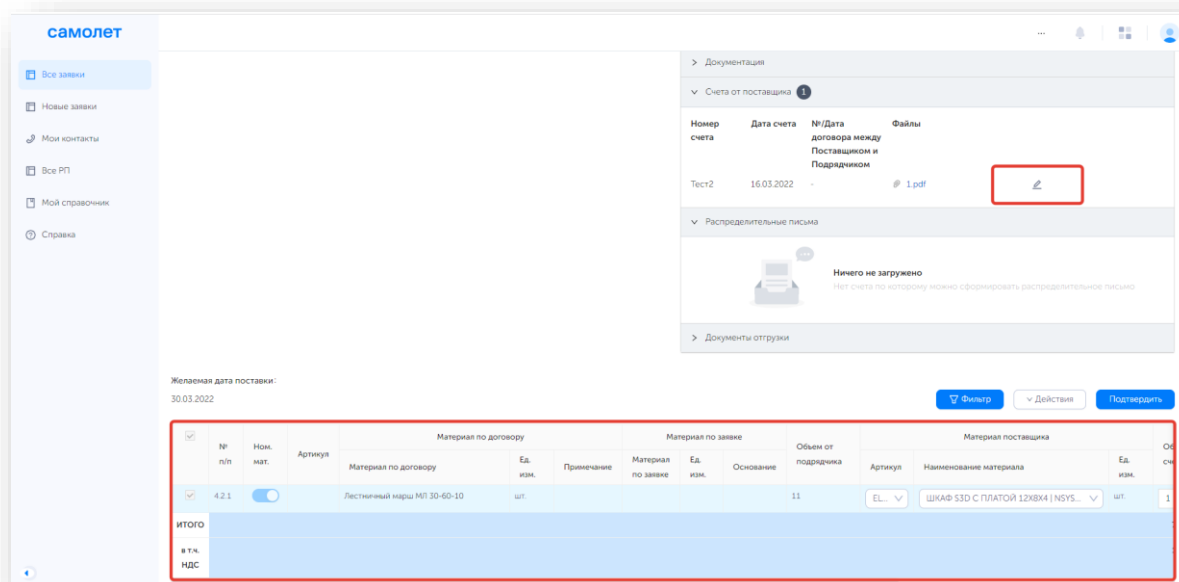 самолет
Все заявки
Новые заявки
Мои контакты
Все РП
Мой справочник
Справка
Документация
Счета от поставщика 1
Номер счета
Дата счета
№/Дата договора между Поставщиком и Подрядчиком
Файлы
Тест2 16.03.2022 - 1.pdf
Распределительные письма
Ничего не загружено
Нет счета по которому можно сформировать распределительное письмо
Документы отгрузки
Желаемая дата поставки:
30.03.2022
Фильтр
Действия
Подтвердить
№ п/п
Ном. мат.
Артикул
Материал по договору
Материал по договору
Ед. изм.
Примечание
Материал по заявке
Материал по заявке
Ед. изм.
Основание
Объем от подрядчика
Материал поставщика
Артикул
Наименование материала
Ед. изм.
4.2.1 Лестничный марш МЛ 30-60-10 шт. 11 EL... ШКАФ S3D С ПЛАТОЙ 12X8X4 | NSYS... шт. 1
ИТОГО
в т.ч. НДС